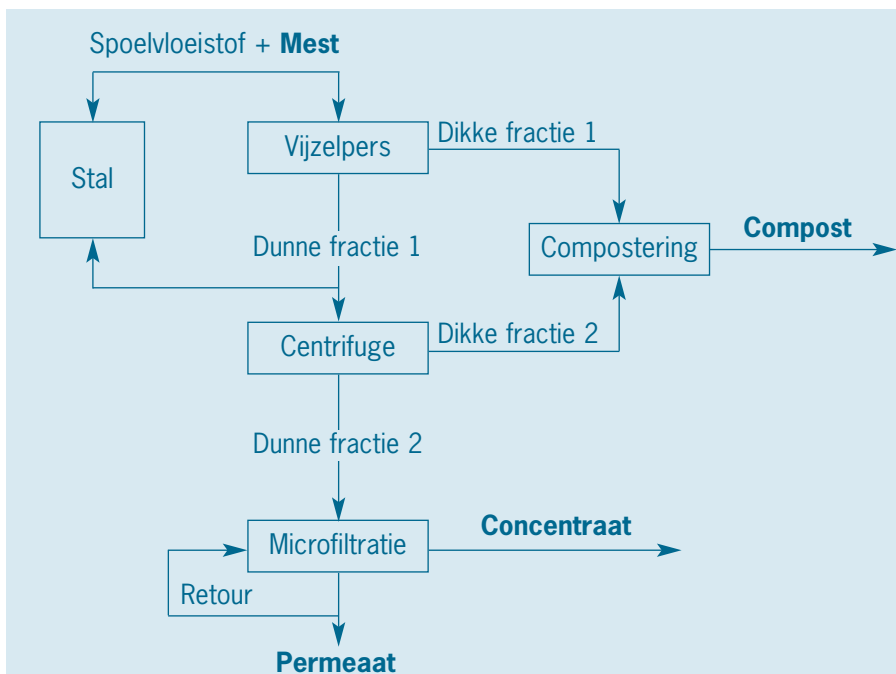 Spoelvloeistof + Mest
Stal
Vijzelpers
Dikke fractie 1
Dunne fractie 1
Compostering
Compost
Centrifuge
Dikke fractie 2
Dunne fractie 2
Microfiltratie
Concentraat
Retour
Permeaat